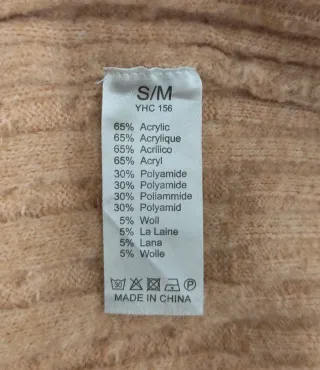 S/M
YHC 156
65% Acrylic
65% Acrylique
65% Acrilico
65% Acryl
30% Polyamide
30% Polyamide
30% Poliammide
30% Polyamid
5% Woll
5% La Laine
5% Lana
5% Wolle
P
MADE IN CHINA